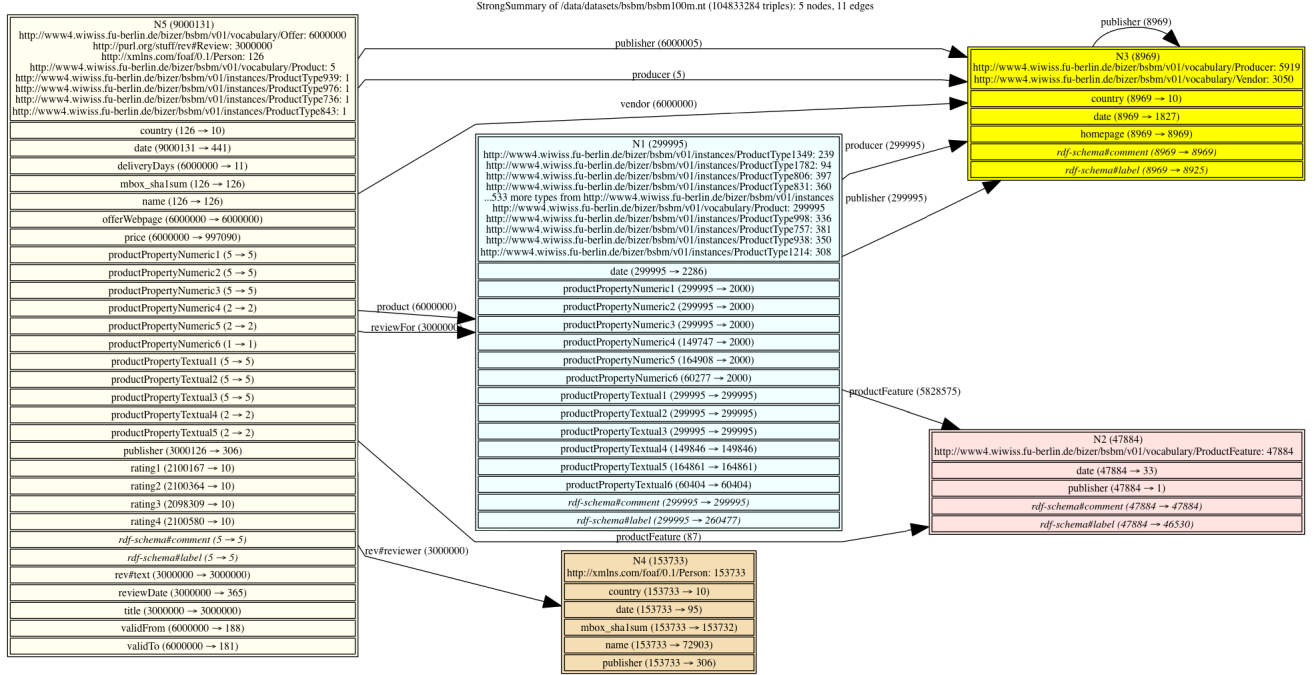 StrongSummary of /data/datasets/bsbm/bsbm100m.nt (104833284 triples): 5 nodes, 11 edges
N5 (9000131)
http://www4.wiwiss.fu-berlin.de/bizer/bsbm/v01/vocabulary/Offer: 6000000
http://purl.org/stuff/rev#Review: 3000000
http://xmlns.com/foaf/0.1/Person: 126
http://www4.wiwiss.fu-berlin.de/bizer/bsbm/v01/vocabulary/Product: 5
http://www4.wiwiss.fu-berlin.de/bizer/bsbm/v01/instances/ProductType939: 1
http://www4.wiwiss.fu-berlin.de/bizer/bsbm/v01/instances/ProductType976: 1
http://www4.wiwiss.fu-berlin.de/bizer/bsbm/v01/instances/ProductType736: 1
http://www4.wiwiss.fu-berlin.de/bizer/bsbm/v01/instances/ProductType843: 1
country (126 → 10)
date (9000131 → 441)
deliveryDays (6000000 → 11)
mbox_sha1sum (126 → 126)
name (126 → 126)
offerWebpage (6000000 → 6000000)
price (6000000 → 997090)
productPropertyNumeric1 (5 → 5)
productPropertyNumeric2 (5 → 5)
productPropertyNumeric3 (5 → 5)
productPropertyNumeric4 (2 → 2)
productPropertyNumeric5 (2 → 2)
productPropertyNumeric6 (1 → 1)
productPropertyTextual1 (5 → 5)
productPropertyTextual2 (5 → 5)
productPropertyTextual3 (5 → 5)
productPropertyTextual4 (2 → 2)
productPropertyTextual5 (2 → 2)
publisher (3000126 → 306)
rating1 (2100167 → 10)
rating2 (2100364 → 10)
rating3 (2098309 → 10)
rating4 (2100580 → 10)
rdf-schema#comment (5 → 5)
rdf-schema#label (5 → 5)
rev#text (3000000 → 3000000)
reviewDate (3000000 → 365)
title (3000000 → 3000000)
validFrom (6000000 → 188)
validTo (6000000 → 181)
publisher (6000005)
producer (5)
vendor (6000000)
product (6000000)
reviewFor (3000000)
productFeature (87)
rev#reviewer (3000000)
N1 (299995)
http://www4.wiwiss.fu-berlin.de/bizer/bsbm/v01/instances/ProductType1349: 239
http://www4.wiwiss.fu-berlin.de/bizer/bsbm/v01/instances/ProductType1782: 94
http://www4.wiwiss.fu-berlin.de/bizer/bsbm/v01/instances/ProductType806: 397
http://www4.wiwiss.fu-berlin.de/bizer/bsbm/v01/instances/ProductType831: 360
...533 more types from http://www4.wiwiss.fu-berlin.de/bizer/bsbm/v01/instances
http://www4.wiwiss.fu-berlin.de/bizer/bsbm/v01/vocabulary/Product: 299995
http://www4.wiwiss.fu-berlin.de/bizer/bsbm/v01/instances/ProductType998: 336
http://www4.wiwiss.fu-berlin.de/bizer/bsbm/v01/instances/ProductType757: 381
http://www4.wiwiss.fu-berlin.de/bizer/bsbm/v01/instances/ProductType938: 350
http://www4.wiwiss.fu-berlin.de/bizer/bsbm/v01/instances/ProductType1214: 308
date (299995 → 2286)
productPropertyNumeric1 (299995 → 2000)
productPropertyNumeric2 (299995 → 2000)
productPropertyNumeric3 (299995 → 2000)
productPropertyNumeric4 (149747 → 2000)
productPropertyNumeric5 (164908 → 2000)
productPropertyNumeric6 (60277 → 2000)
productPropertyTextual1 (299995 → 299995)
productPropertyTextual2 (299995 → 299995)
productPropertyTextual3 (299995 → 299995)
productPropertyTextual4 (149846 → 149846)
productPropertyTextual5 (164861 → 164861)
productPropertyTextual6 (60404 → 60404)
rdf-schema#comment (299995 → 299995)
rdf-schema#label (299995 → 260477)
producer (299995)
publisher (299995)
productFeature (5828575)
N4 (153733)
http://xmlns.com/foaf/0.1/Person: 153733
country (153733 → 10)
date (153733 → 95)
mbox_sha1sum (153733 → 153732)
name (153733 → 72903)
publisher (153733 → 306)
publisher (8969)
N3 (8969)
http://www4.wiwiss.fu-berlin.de/bizer/bsbm/v01/vocabulary/Producer: 5919
http://www4.wiwiss.fu-berlin.de/bizer/bsbm/v01/vocabulary/Vendor: 3050
country (8969 → 10)
date (8969 → 1827)
homepage (8969 → 8969)
rdf-schema#comment (8969 → 8969)
rdf-schema#label (8969 → 8925)
N2 (47884)
http://www4.wiwiss.fu-berlin.de/bizer/bsbm/v01/vocabulary/ProductFeature: 47884
date (47884 → 33)
publisher (47884 → 1)
rdf-schema#comment (47884 → 47884)
rdf-schema#label (47884 → 46530)